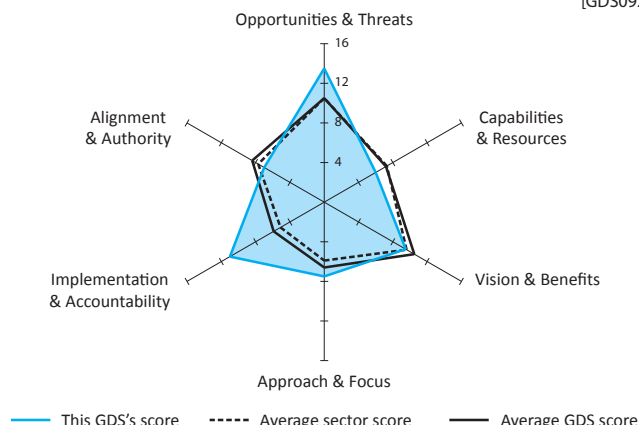 Opportunities & Threats
16
12
8
4
Alignment
& Authority
Capabilities
& Resources
Implementation
& Accountability
Vision & Benefits
Approach & Focus
This GDS's score
Average sector score
Average GDS score